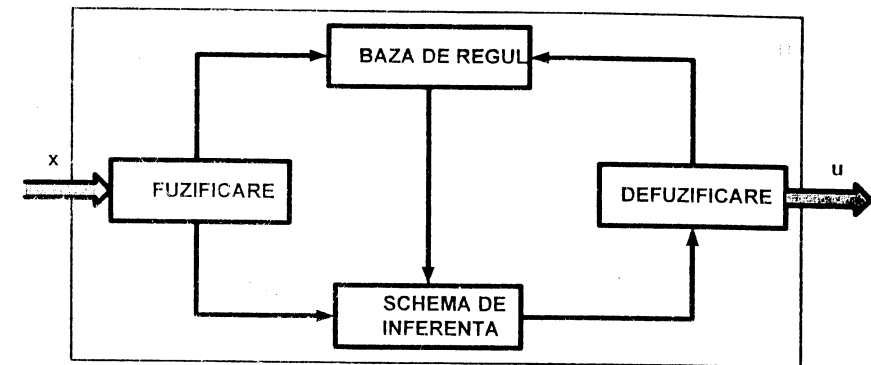 BAZA DE REGUL
x
FUZIFICARE
u
DEFUZIFICARE
SCHEMA DE
INFERENTA